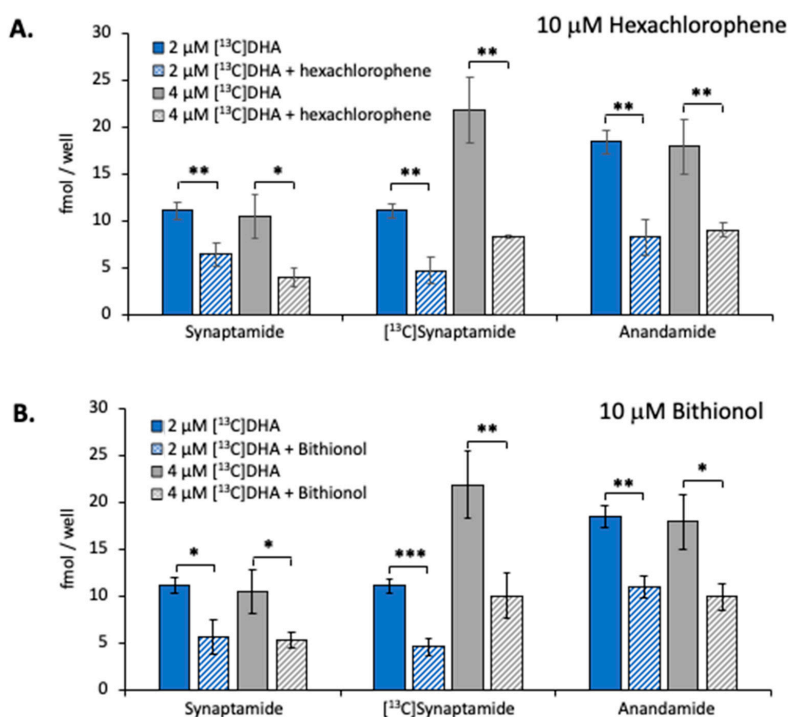 A.
10 μM Hexachlorophene
30
25
20
15
10
5
0
fmol / well
2 μM [¹³C]DHA
2 μM [¹³C]DHA + hexachlorophene
4 μM [¹³C]DHA
4 μM [¹³C]DHA + hexachlorophene
** * ** ** ** **
Synaptamide [¹³C]Synaptamide Anandamide
B.
10 μM Bithionol
30
25
20
15
10
5
0
fmol / well
2 μM [¹³C]DHA
2 μM [¹³C]DHA + Bithionol
4 μM [¹³C]DHA
4 μM [¹³C]DHA + Bithionol
* * *** ** ** *
Synaptamide [¹³C]Synaptamide Anandamide